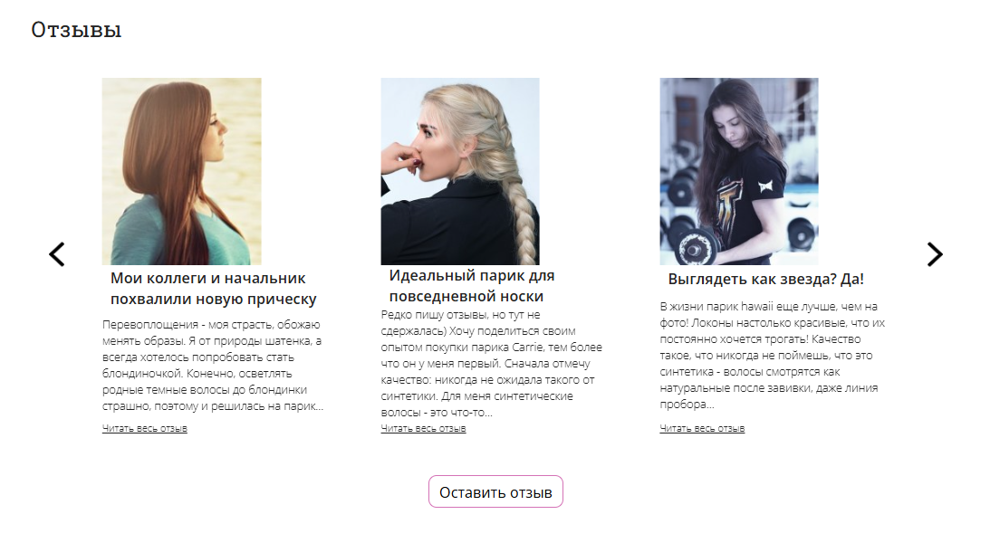 Отзывы
Мои коллеги и начальник
похвалили новую прическу
Перевоплощения - моя страсть, обожаю
менять образы. Я от природы шатенка, а
всегда хотелось попробовать стать
блондиночкой. Конечно, осветлять
родные темные волосы до блондинки
страшно, поэтому и решилась на парик...
Читать весь отзыв
Идеальный парик для
повседневной носки
Редко пишу отзывы, но тут не
сдержалась) Хочу поделиться своим
опытом покупки парика Carrie, тем более
что он у меня первый. Сначала отмечу
качество: никогда не ожидала такого от
синтетики. Для меня синтетические
волосы - это что-то...
Читать весь отзыв
Выглядеть как звезда? Да!
В жизни парик hawaii еще лучше, чем на
фото! Локоны настолько красивые, что их
постоянно хочется трогать! Качество
такое, что никогда не поймешь, что это
синтетика - волосы смотрятся как
натуральные после завивки, даже линия
пробора...
Читать весь отзыв
Оставить отзыв